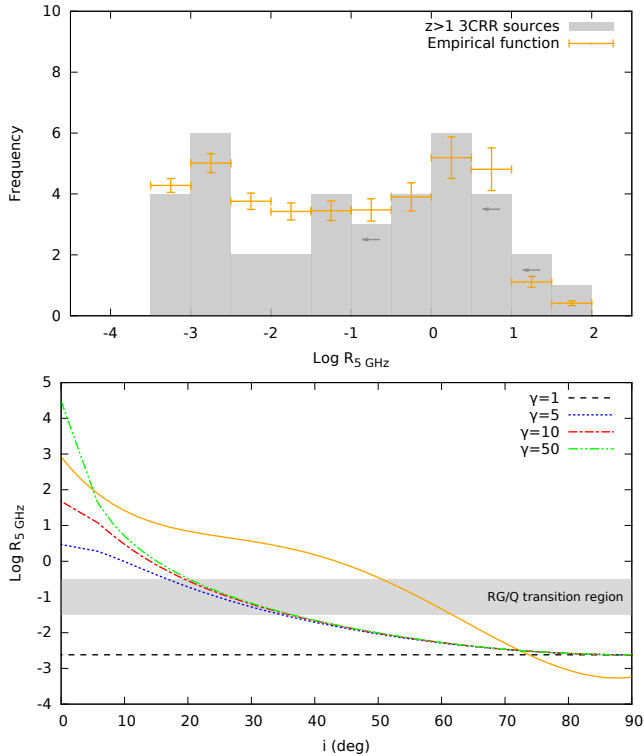 10
8
6
4
2
0
Frequency
z>1 3CRR sources
Empirical function
-4 -3 -2 -1 0 1 2
Log R5 GHz
5
4
3
2
1
0
-1
-2
-3
-4
Log R5 GHz
γ=1
γ=5
γ=10
γ=50
RG/Q transition region
0 10 20 30 40 50 60 70 80 90
i (deg)